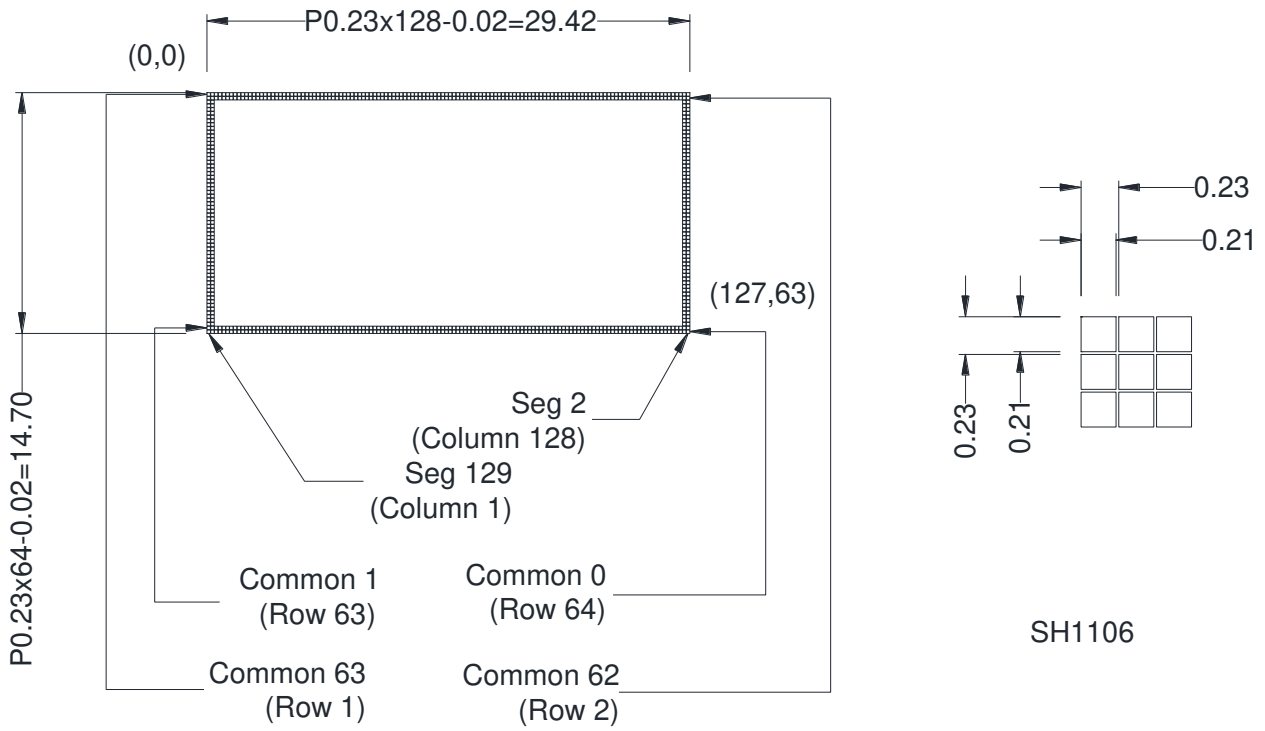 P0.23x128-0.02=29.42
(0,0)
0.23
0.21
(127,63)
P0.23x64-0.02=14.70
0.23
0.21
Seg 2
(Column 128)
Seg 129
(Column 1)
Common 1
(Row 63)
Common 0
(Row 64)
SH1106
Common 63
(Row 1)
Common 62
(Row 2)